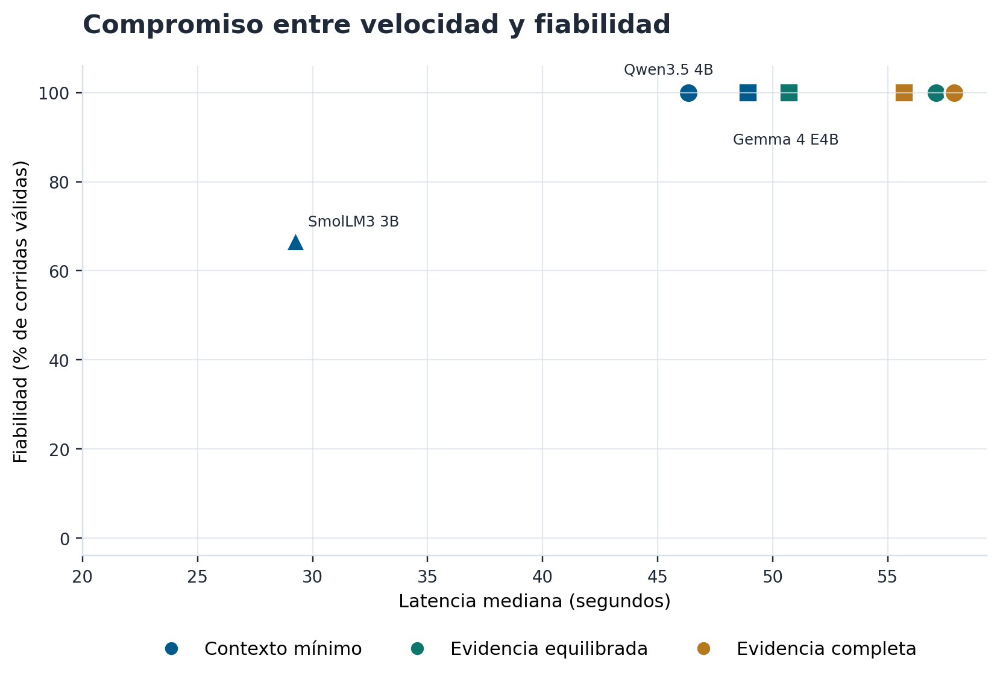 Compromiso entre velocidad y fiabilidad
Qwen3.5 4B
Gemma 4 E4B
SmolLM3 3B
Fiabilidad (% de corridas válidas)
100
80
60
40
20
0
20 25 30 35 40 45 50 55
Latencia mediana (segundos)
Contexto mínimo Evidencia equilibrada Evidencia completa